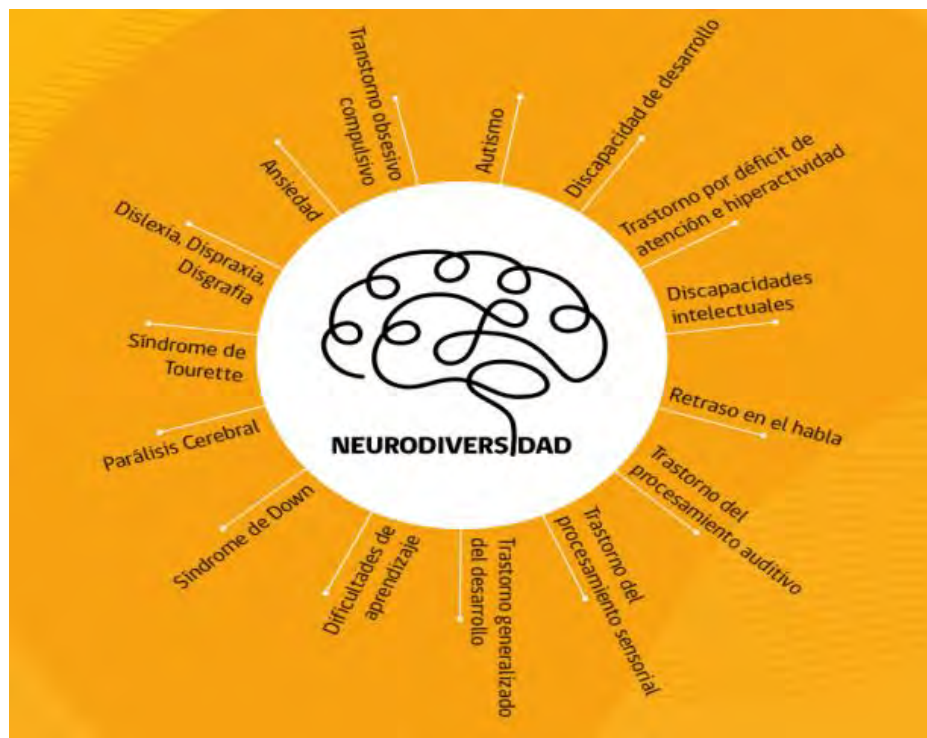 NEURODIVERSIDAD
Autismo
Discapacidad de desarrollo
Trastorno por déficit de
atención e hiperactividad
Discapacidades
intelectuales
Retraso en el habla
Trastorno del
procesamiento auditivo
Trastorno del
procesamiento sensorial
Trastorno generalizado
del desarrollo
Dificultades de
aprendizaje
Síndrome de Down
Parálisis Cerebral
Síndrome de
Tourette
Dislexia, Dispraxia,
Disgrafia
Ansiedad
Transtorno obsesivo
compulsivo